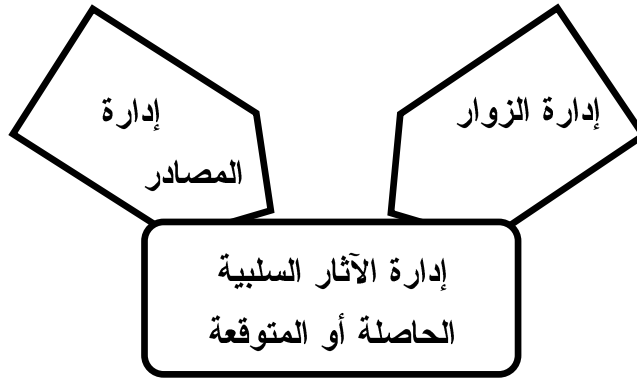 إدارة الزوار
إدارة
المصادر
إدارة الآثار السلبية
الحاصلة أو المتوقعة